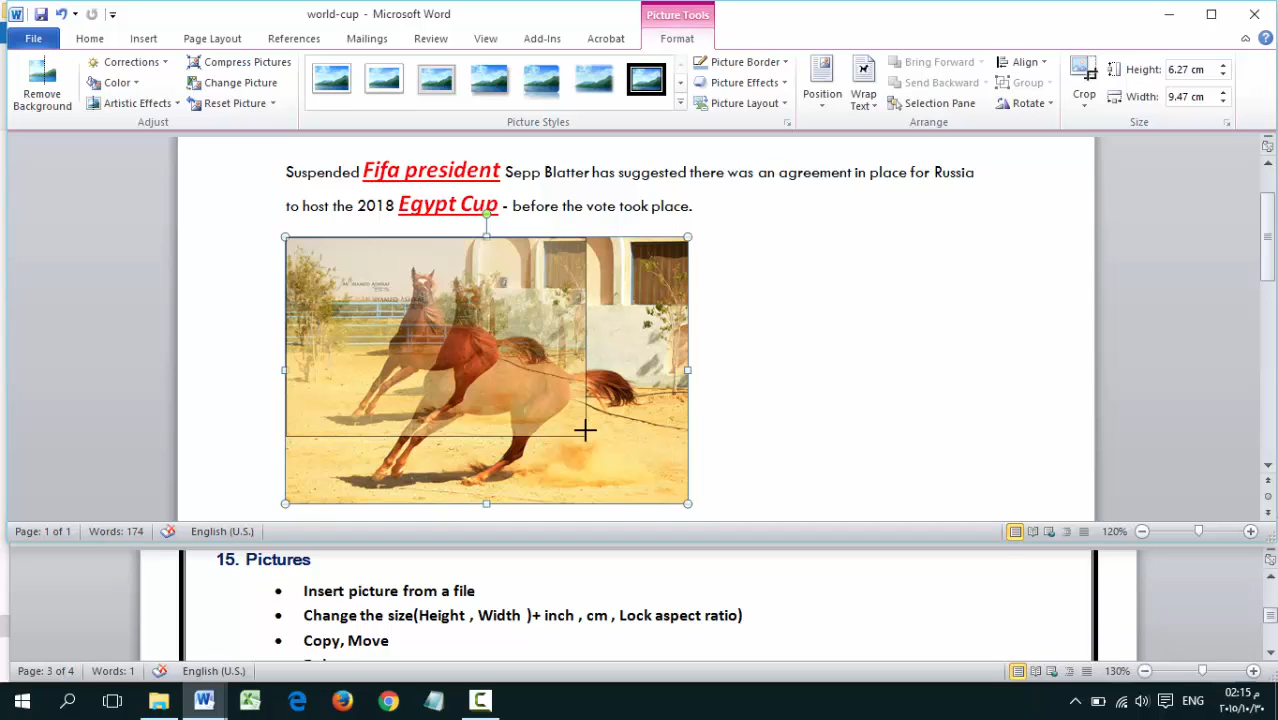 world-cup - Microsoft Word
Picture Tools
File Home Insert Page Layout References Mailings Review View Add-Ins Acrobat Format
Remove Background
Corrections
Color
Artistic Effects
Compress Pictures
Change Picture
Reset Picture
Adjust
Picture Border
Picture Effects
Picture Layout
Picture Styles
Position
Wrap Text
Bring Forward
Send Backward
Selection Pane
Align
Group
Rotate
Arrange
Crop
Height: 6.27 cm
Width: 9.47 cm
Size
Suspended Fifa president Sepp Blatter has suggested there was an agreement in place for Russia
to host the 2018 Egypt Cup - before the vote took place.
Page: 1 of 1 Words: 174 English (U.S.) 120%
15. Pictures
• Insert picture from a file
• Change the size(Height , Width )+ inch , cm , Lock aspect ratio)
• Copy, Move
Page: 3 of 4 Words: 1 English (U.S.) 130%
ENG
02:15 م
٢٠١٥/١٠/٣٠